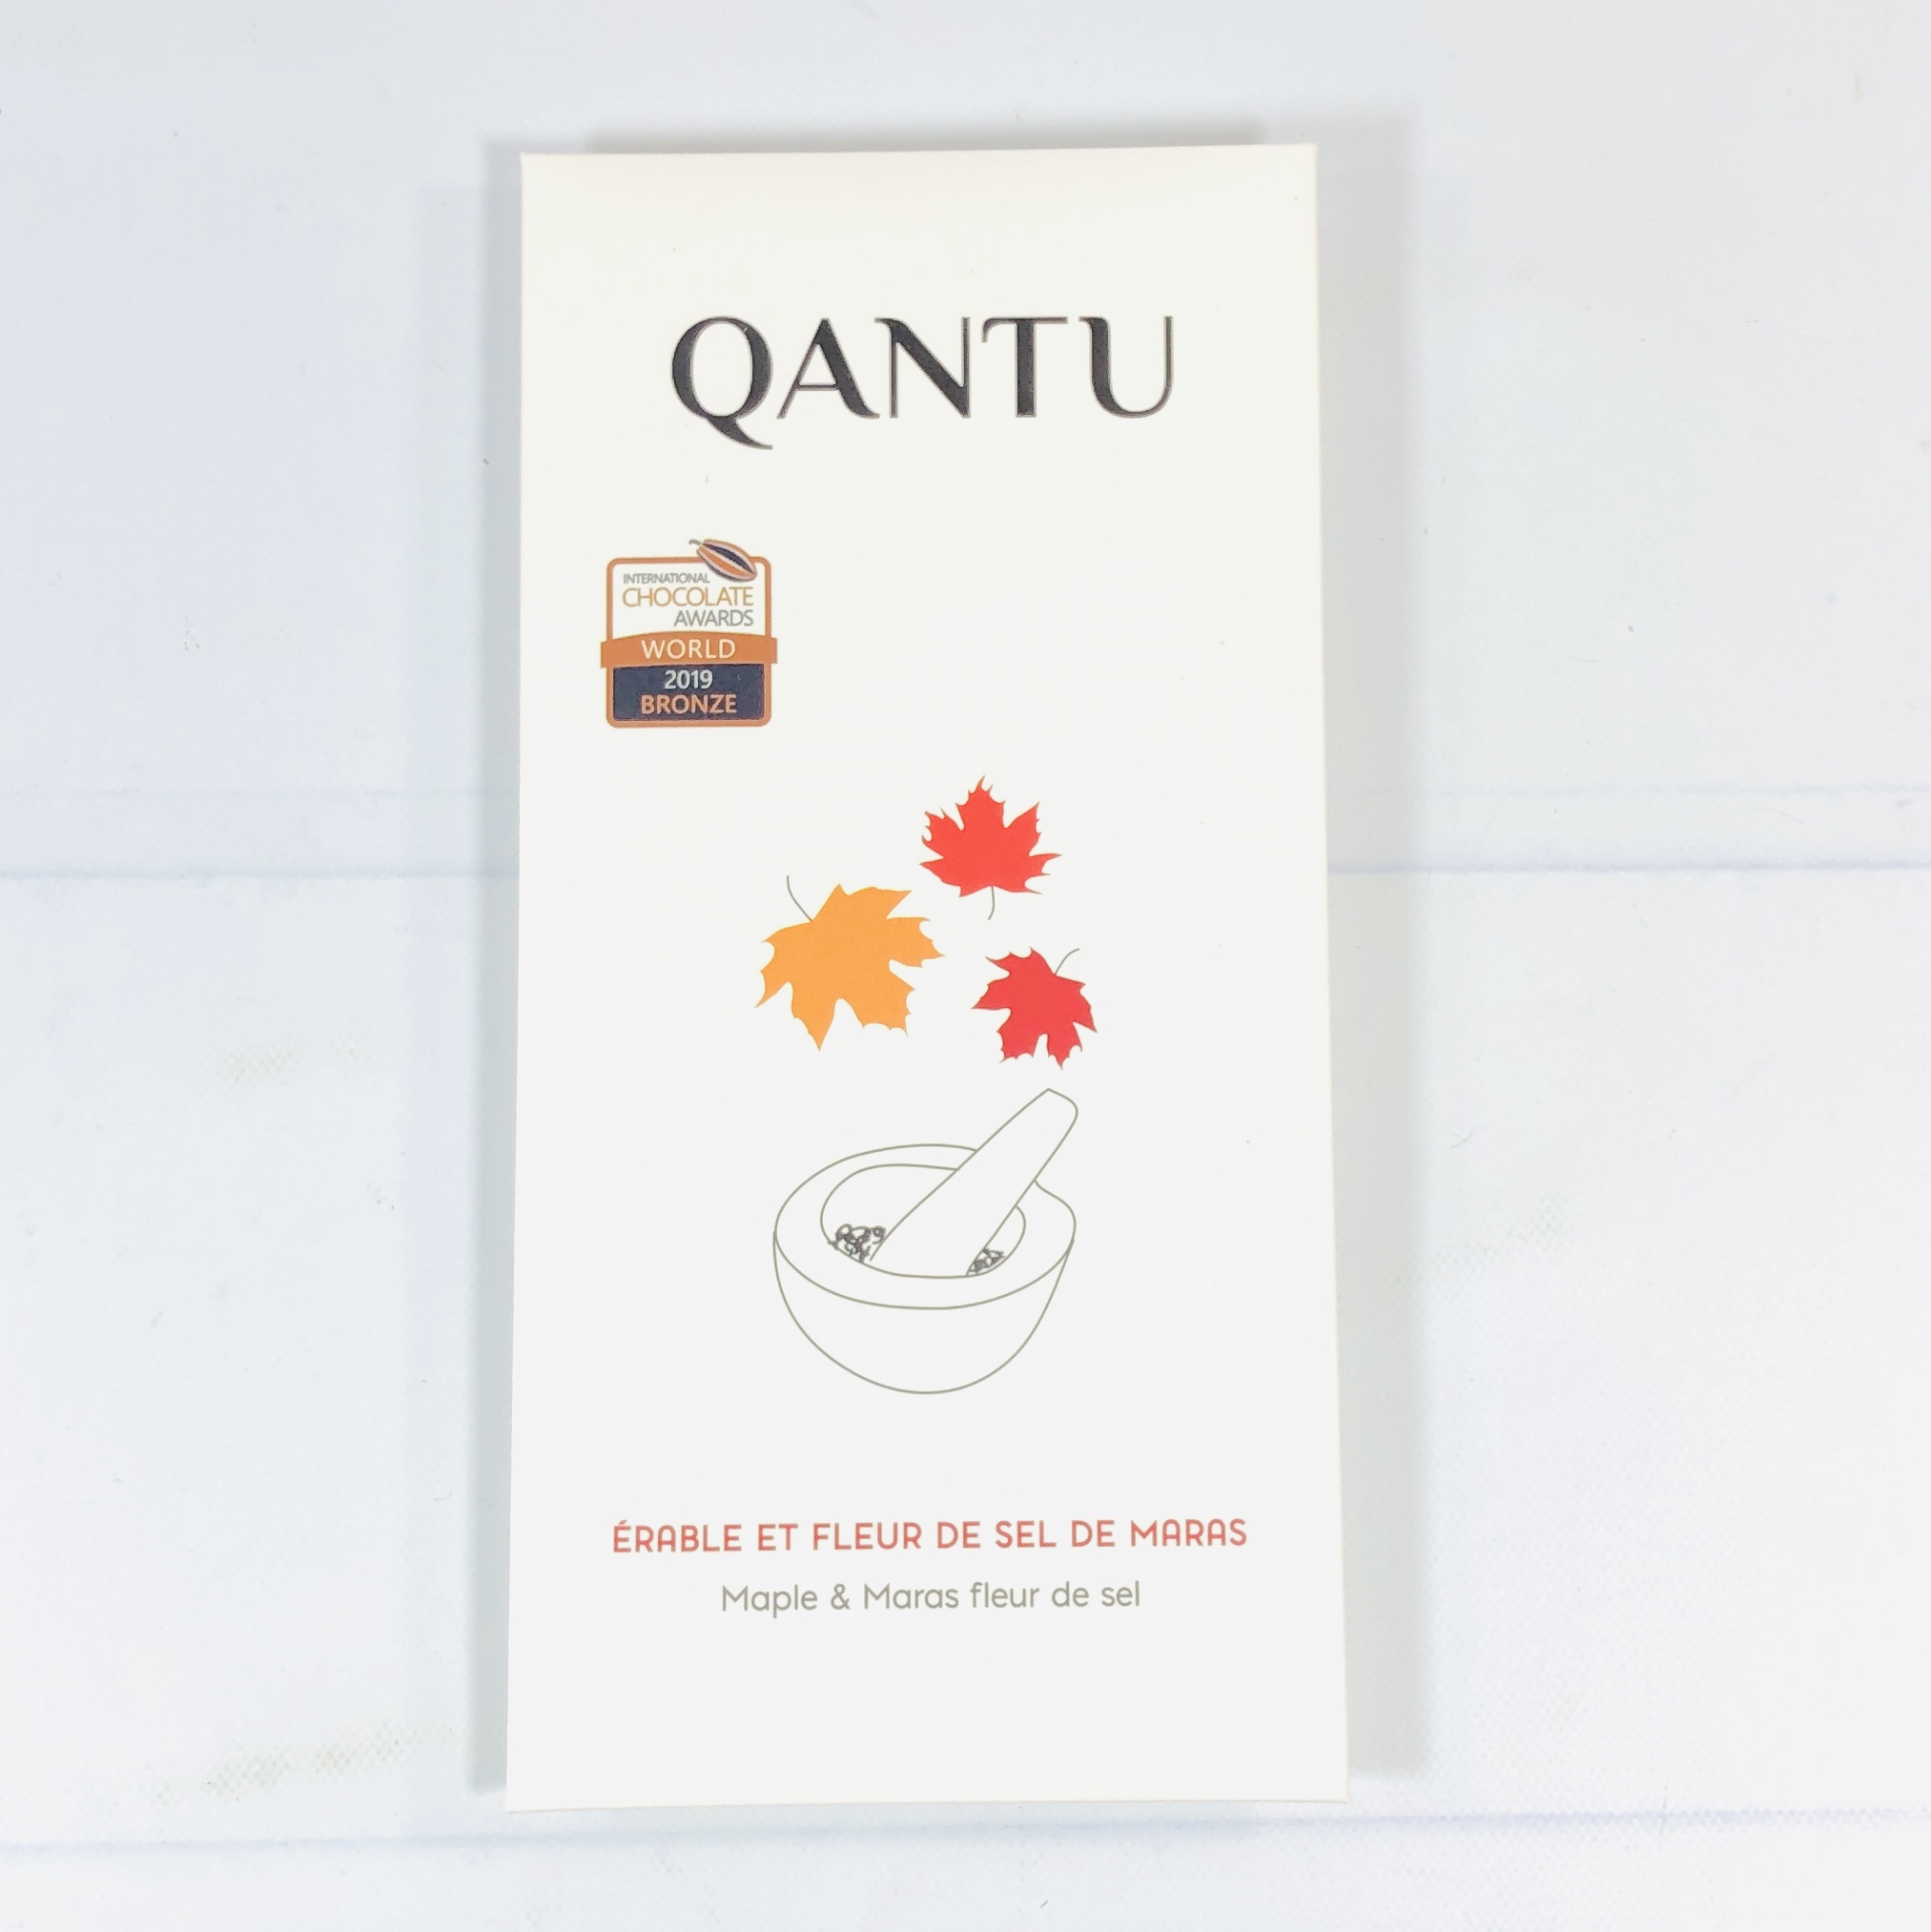 QANTU
INTERNATIONAL
CHOCOLATE
AWARDS
WORLD
2019
BRONZE
ÉRABLE ET FLEUR DE SEL DE MARAS
Maple & Maras fleur de sel